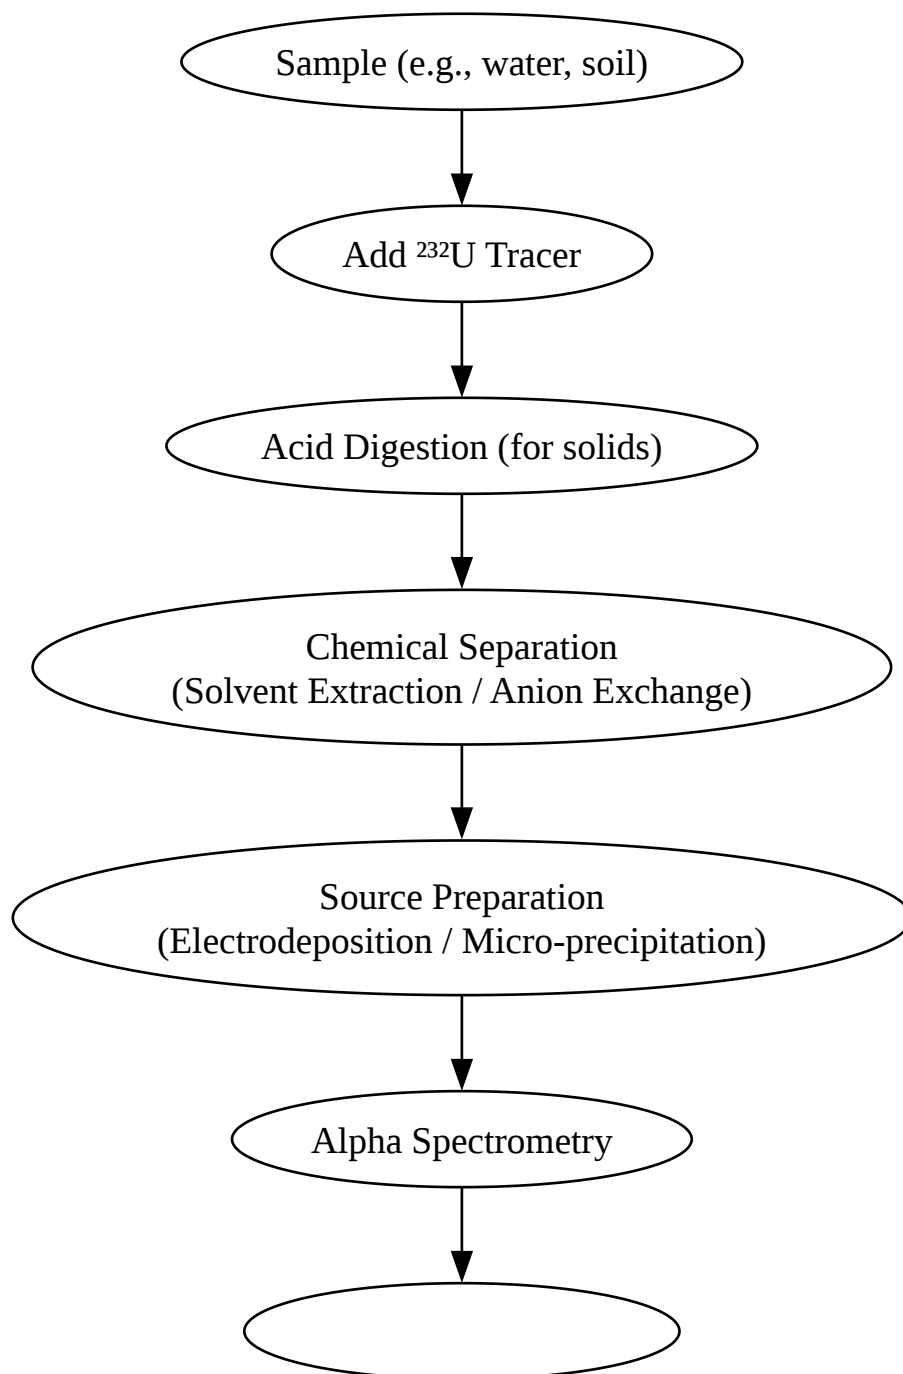 Sample (e.g., water, soil)
Add ²³²U Tracer
Acid Digestion (for solids)
Chemical Separation
(Solvent Extraction / Anion Exchange)
Source Preparation
(Electrodeposition / Micro-precipitation)
Alpha Spectrometry